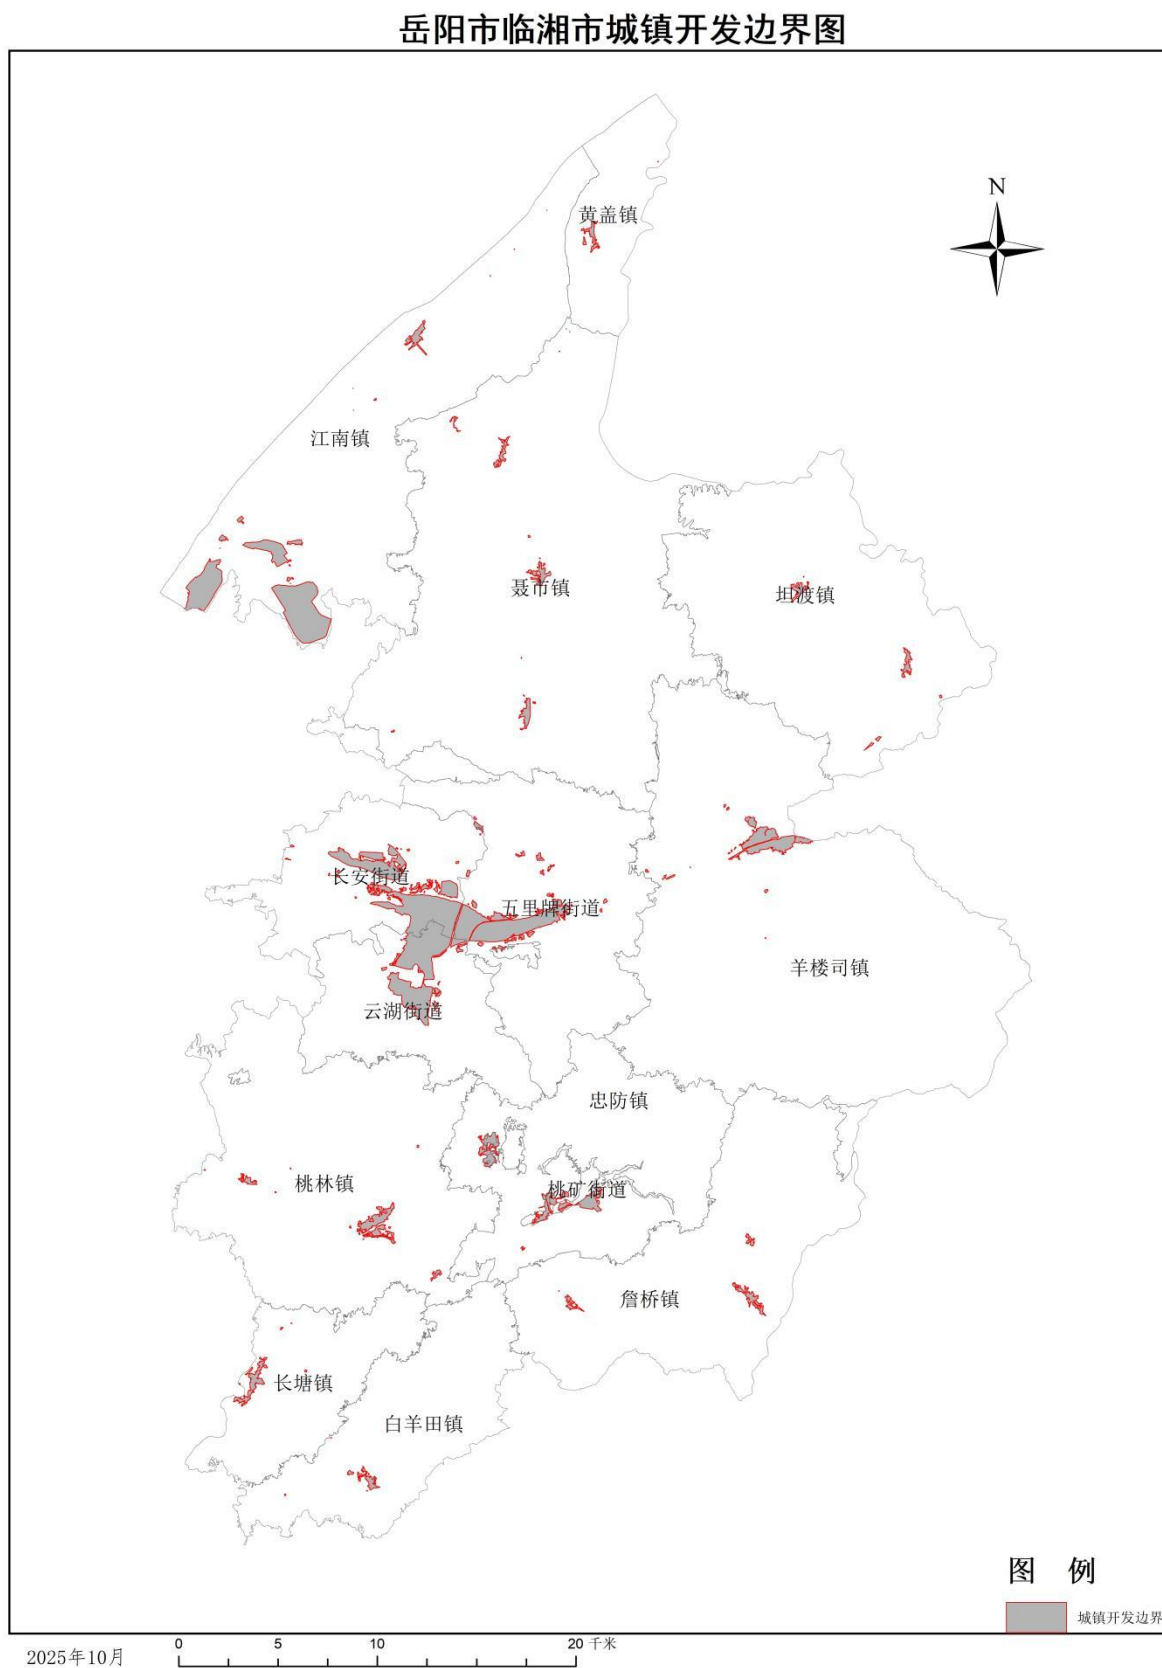 岳阳市临湘市城镇开发边界图
N
黄盖镇
江南镇
聂市镇
坦渡镇
长安街道
五里牌街道
羊楼司镇
云湖街道
忠防镇
桃林镇
桃矿街道
詹桥镇
长塘镇
白羊田镇
图 例
城镇开发边界
2025年10月
0 5 10 20 千米